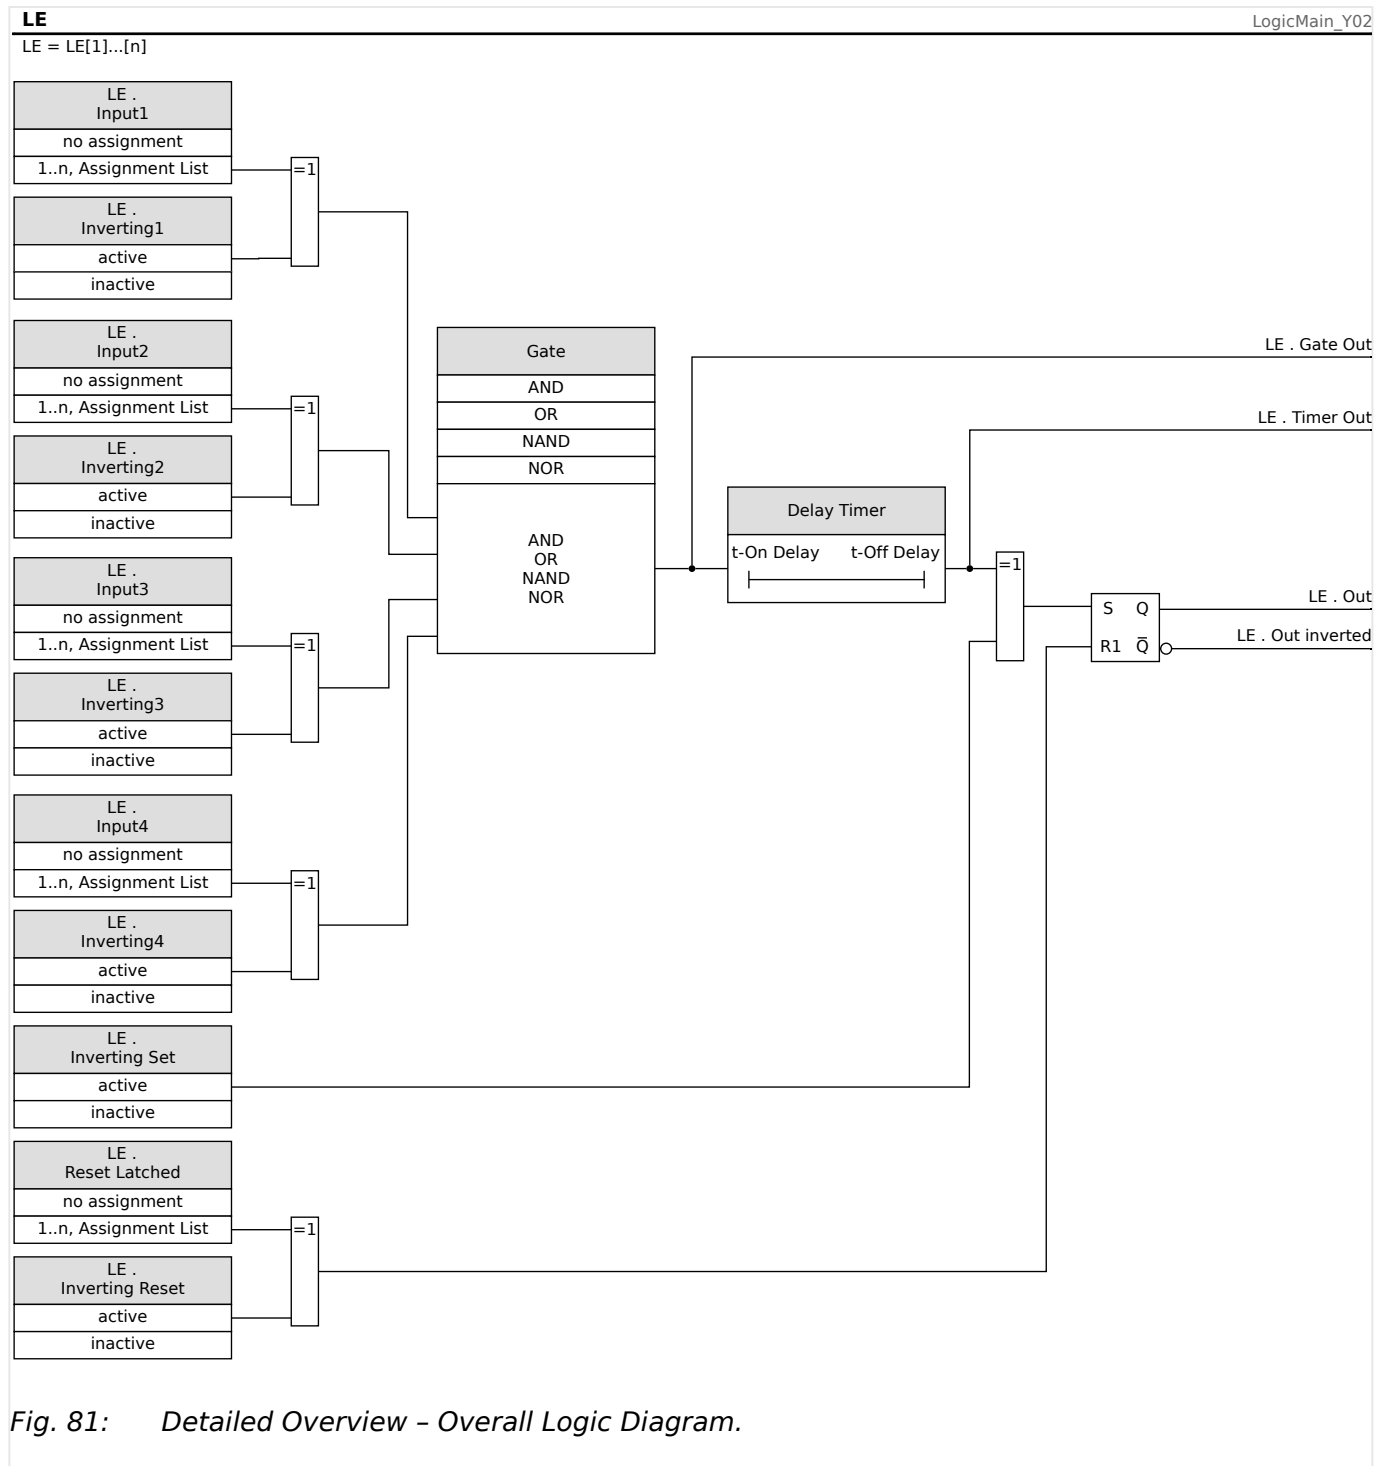 LE
LogicMain_Y02
LE = LE[1]...[n]
LE .
Input1
no assignment
1..n, Assignment List
=1
LE .
Inverting1
active
inactive
LE .
Input2
no assignment
1..n, Assignment List
=1
LE .
Inverting2
active
inactive
LE .
Input3
no assignment
1..n, Assignment List
=1
LE .
Inverting3
active
inactive
LE .
Input4
no assignment
1..n, Assignment List
=1
LE .
Inverting4
active
inactive
LE .
Inverting Set
active
inactive
LE .
Reset Latched
no assignment
1..n, Assignment List
=1
LE .
Inverting Reset
active
inactive
Gate
AND
OR
NAND
NOR
AND
OR
NAND
NOR
Delay Timer
t-On Delay t-Off Delay
=1
S Q
R1 Q̅
LE . Gate Out
LE . Timer Out
LE . Out
LE . Out inverted
Fig. 81: Detailed Overview – Overall Logic Diagram.